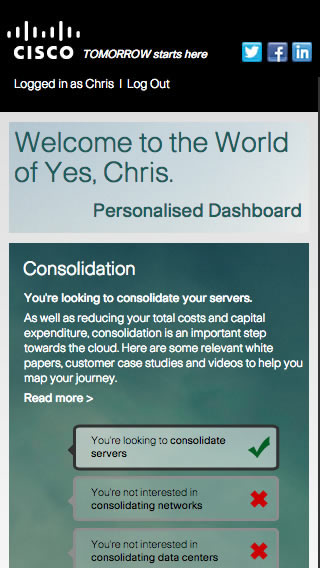 CISCO TOMORROW starts here
Logged in as Chris | Log Out
Welcome to the World
of Yes, Chris.
Personalised Dashboard
Consolidation
You're looking to consolidate your servers.
As well as reducing your total costs and capital
expenditure, consolidation is an important step
towards the cloud. Here are some relevant white
papers, customer case studies and videos to help you
map your journey.
Read more >
You're looking to consolidate
servers
You're not interested in
consolidating networks
You're not interested in
consolidating data centers